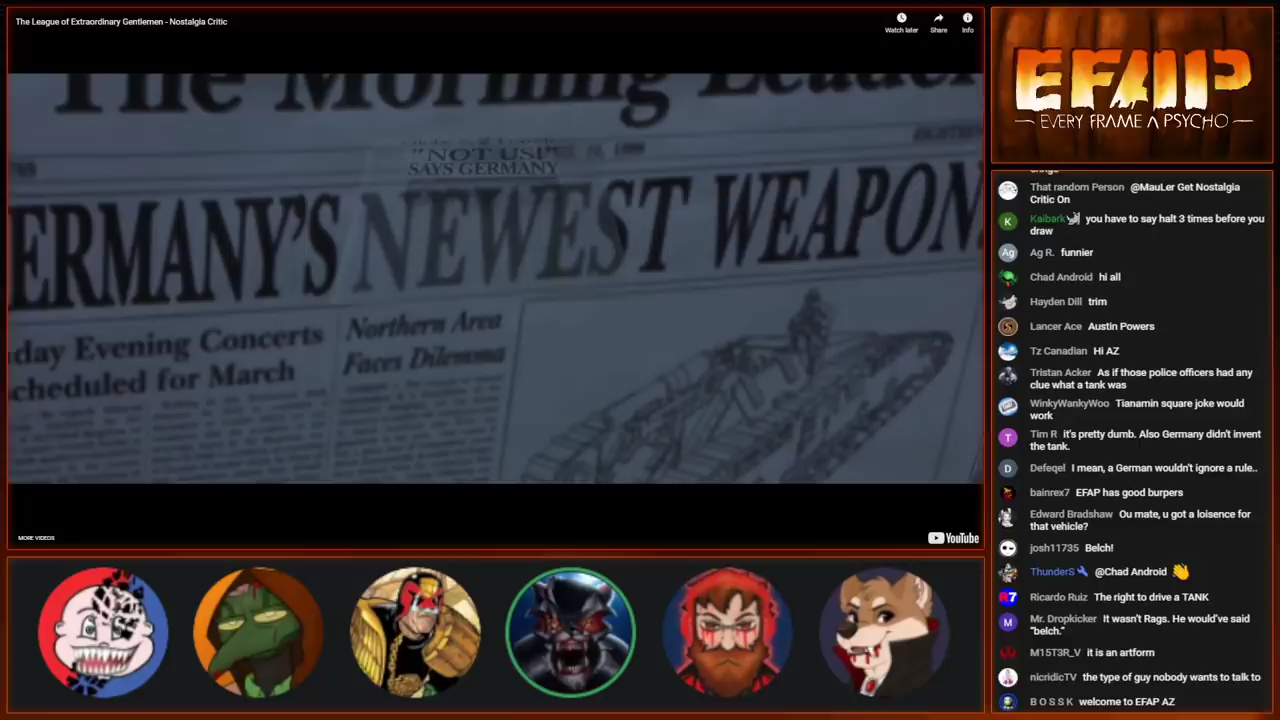 The League of Extraordinary Gentlemen - Nostalgia Critic
Watch later
Share
Info
The Morning Leade
"NOT US!"
SAYS GERMANY
ERMANY'S NEWEST WEAPON
day Evening Concerts
cheduled for March
Northern Area
Faces Dilemma
MORE VIDEOS
YouTube
EFAP
EVERY FRAME A PSYCHO
That random Person @MauLer Get Nostalgia
Critic On
Kaibark you have to say halt 3 times before you
draw
Ag
Ag R. funnier
Chad Android hi all
Hayden Dill trim
Lancer Ace Austin Powers
Tz Canadian Hi AZ
Tristan Acker As if those police officers had any
clue what a tank was
WinkyWankyWoo Tianamin square joke would
work
Tim R it's pretty dumb. Also Germany didn't invent
the tank.
Defeqel I mean, a German wouldn't ignore a rule..
bainrex7 EFAP has good burpers
Edward Bradshaw Ou mate, u got a loisence for
that vehicle?
josh11735 Belch!
ThunderS @Chad Android
Ricardo Ruiz The right to drive a TANK
Mr. Dropkicker It wasn't Rags. He would've said
"belch."
M15T3R_V it is an artform
nicridicTV the type of guy nobody wants to talk to
B O S S K welcome to EFAP AZ